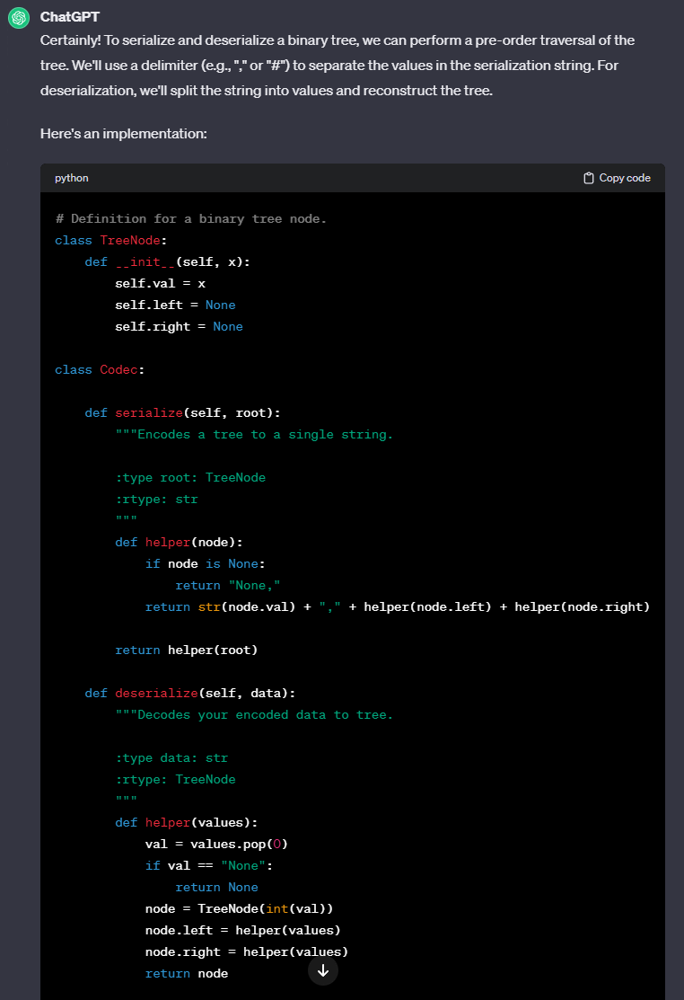 ChatGPT
Certainly! To serialize and deserialize a binary tree, we can perform a pre-order traversal of the
tree. We'll use a delimiter (e.g., "," or "#") to separate the values in the serialization string. For
deserialization, we'll split the string into values and reconstruct the tree.
Here's an implementation:
python
Copy code
# Definition for a binary tree node.
class TreeNode:
    def __init__(self, x):
        self.val = x
        self.left = None
        self.right = None
class Codec:
    def serialize(self, root):
        """Encodes a tree to a single string.
        :type root: TreeNode
        :rtype: str
        """
        def helper(node):
            if node is None:
                return "None,"
            return str(node.val) + "," + helper(node.left) + helper(node.right)
        return helper(root)
    def deserialize(self, data):
        """Decodes your encoded data to tree.
        :type data: str
        :rtype: TreeNode
        """
        def helper(values):
            val = values.pop(0)
            if val == "None":
                return None
            node = TreeNode(int(val))
            node.left = helper(values)
            node.right = helper(values)
            return node